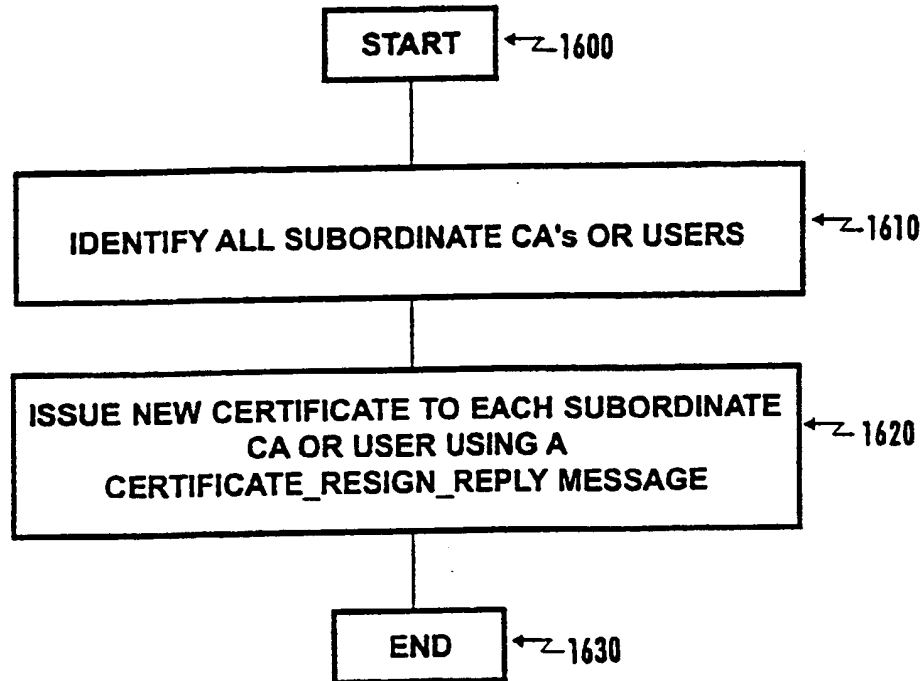 START
1600
IDENTIFY ALL SUBORDINATE CA's OR USERS
1610
ISSUE NEW CERTIFICATE TO EACH SUBORDINATE
CA OR USER USING A
CERTIFICATE_RESIGN_REPLY MESSAGE
1620
END
1630